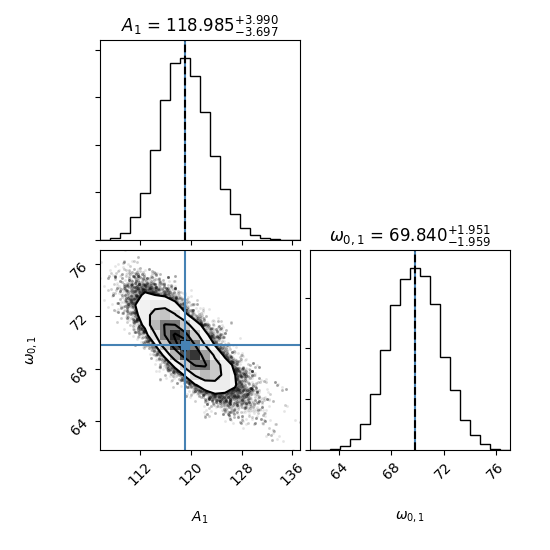 A₁ = 118.985⁺³·⁹⁹⁰₋₃.₆₉₇
ω₀,₁ = 69.840⁺¹·⁹⁵¹₋₁.₉₅₉
76
72
68
64
ω₀,₁
112
120
128
136
A₁
64
68
72
76
ω₀,₁